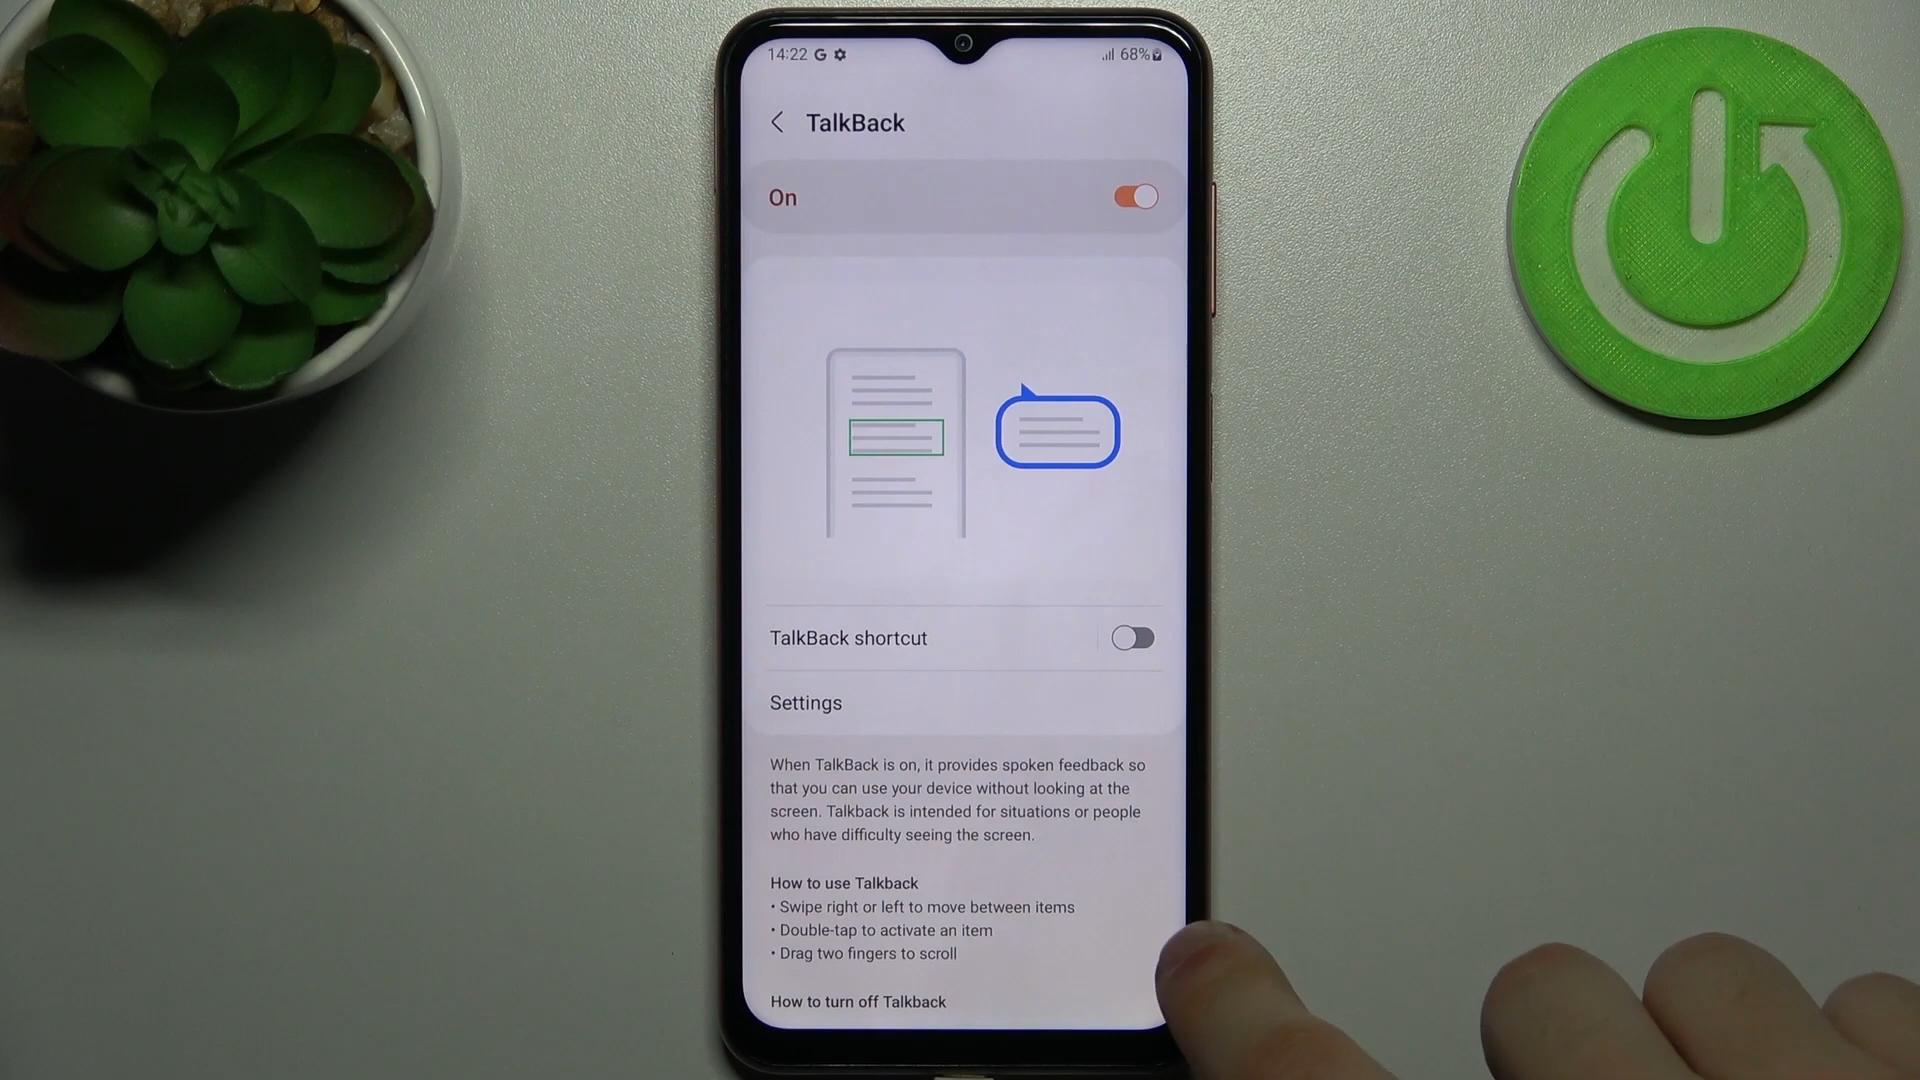 14:22 G
68%
TalkBack
On
TalkBack shortcut
Settings
When TalkBack is on, it provides spoken feedback so
that you can use your device without looking at the
screen. Talkback is intended for situations or people
who have difficulty seeing the screen.
How to use Talkback
• Swipe right or left to move between items
• Double-tap to activate an item
• Drag two fingers to scroll
How to turn off Talkback